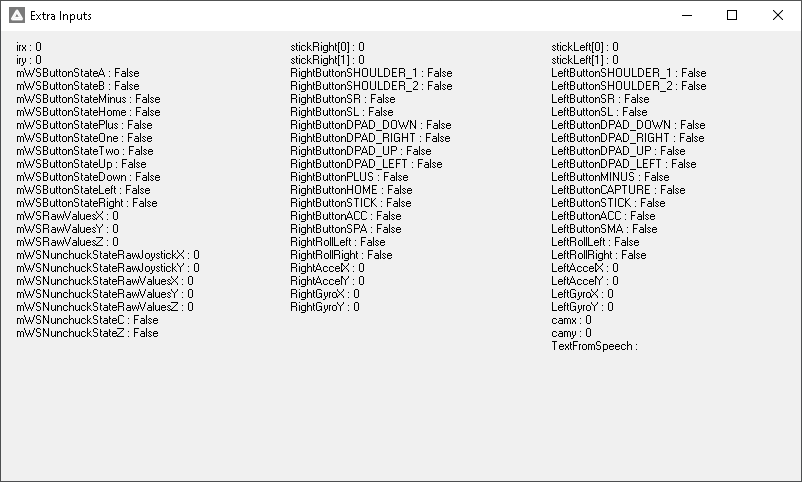 Extra Inputs
irx : 0
iry : 0
mWSButtonStateA : False
mWSButtonStateB : False
mWSButtonStateMinus : False
mWSButtonStateHome : False
mWSButtonStatePlus : False
mWSButtonStateOne : False
mWSButtonStateTwo : False
mWSButtonStateUp : False
mWSButtonStateDown : False
mWSButtonStateLeft : False
mWSButtonStateRight : False
mWSRawValuesX : 0
mWSRawValuesY : 0
mWSRawValuesZ : 0
mWSNunchuckStateRawJoystickX : 0
mWSNunchuckStateRawJoystickY : 0
mWSNunchuckStateRawValuesX : 0
mWSNunchuckStateRawValuesY : 0
mWSNunchuckStateRawValuesZ : 0
mWSNunchuckStateC : False
mWSNunchuckStateZ : False
stickRight[0] : 0
stickRight[1] : 0
RightButtonSHOULDER_1 : False
RightButtonSHOULDER_2 : False
RightButtonSR : False
RightButtonSL : False
RightButtonDPAD_DOWN : False
RightButtonDPAD_RIGHT : False
RightButtonDPAD_UP : False
RightButtonDPAD_LEFT : False
RightButtonPLUS : False
RightButtonHOME : False
RightButtonSTICK : False
RightButtonACC : False
RightButtonSPA : False
RightRollLeft : False
RightRollRight : False
RightAccelX : 0
RightAccelY : 0
RightGyroX : 0
RightGyroY : 0
stickLeft[0] : 0
stickLeft[1] : 0
LeftButtonSHOULDER_1 : False
LeftButtonSHOULDER_2 : False
LeftButtonSR : False
LeftButtonSL : False
LeftButtonDPAD_DOWN : False
LeftButtonDPAD_RIGHT : False
LeftButtonDPAD_UP : False
LeftButtonDPAD_LEFT : False
LeftButtonMINUS : False
LeftButtonCAPTURE : False
LeftButtonSTICK : False
LeftButtonACC : False
LeftButtonSMA : False
LeftRollLeft : False
LeftRollRight : False
LeftAccelX : 0
LeftAccelY : 0
LeftGyroX : 0
LeftGyroY : 0
camx : 0
camy : 0
TextFromSpeech :